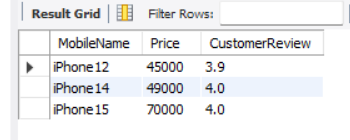 Result Grid Filter Rows:
MobileName Price CustomerReview
iPhone12 45000 3.9
iPhone14 49000 4.0
iPhone15 70000 4.0